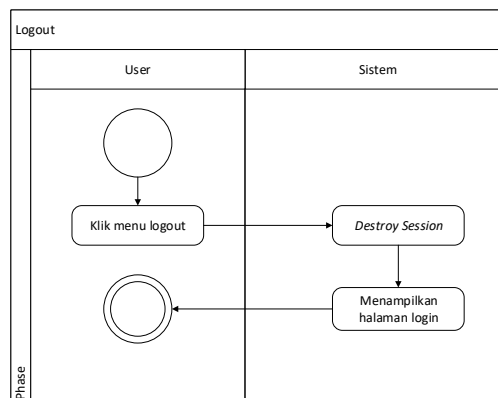 Logout
User
Sistem
Klik menu logout
Destroy Session
Menampilkan
halaman login
Phase